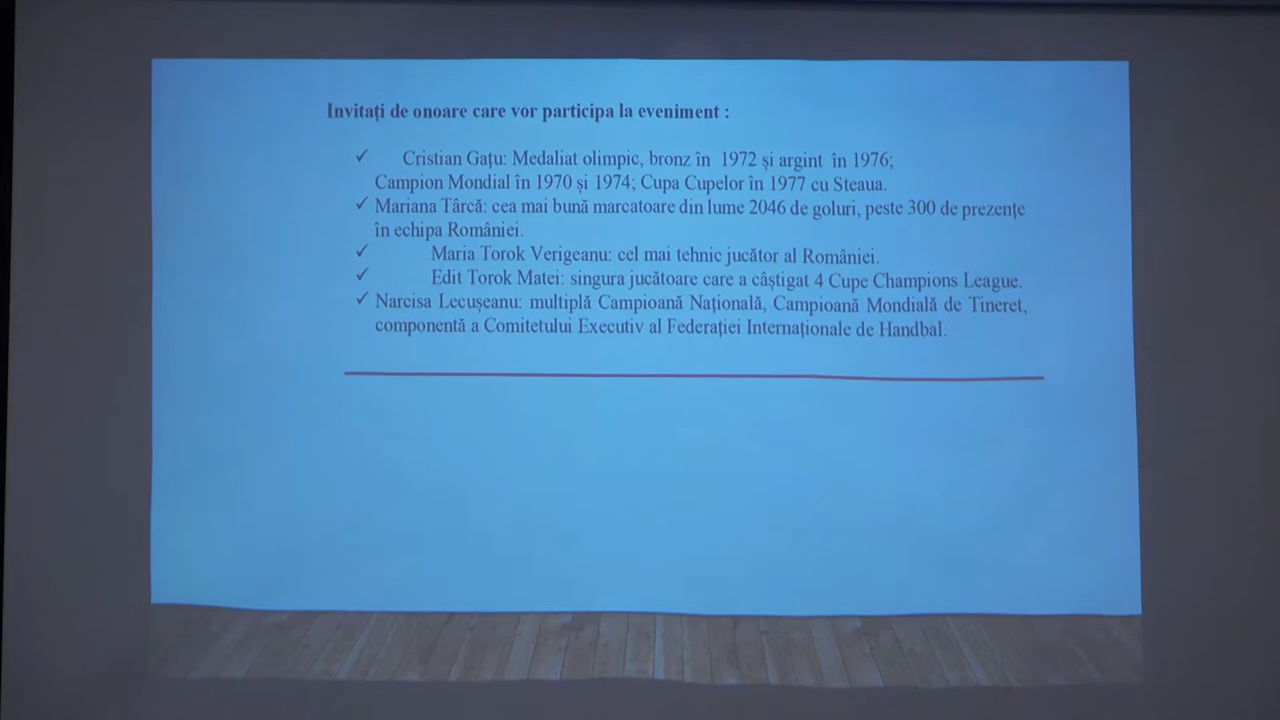 Invitați de onoare care vor participa la eveniment :
✓ Cristian Gațu: Medaliat olimpic, bronz în 1972 și argint în 1976;
Campion Mondial în 1970 și 1974; Cupa Cupelor în 1977 cu Steaua.
✓ Mariana Târcă: cea mai bună marcatoare din lume 2046 de goluri, peste 300 de prezențe
în echipa României.
✓ Maria Torok Verigeanu: cel mai tehnic jucător al României.
✓ Edit Torok Matei: singura jucătoare care a câștigat 4 Cupe Champions League.
✓ Narcisa Lecușeanu: multiplă Campioană Națională, Campioană Mondială de Tineret,
componentă a Comitetului Executiv al Federației Internaționale de Handbal.